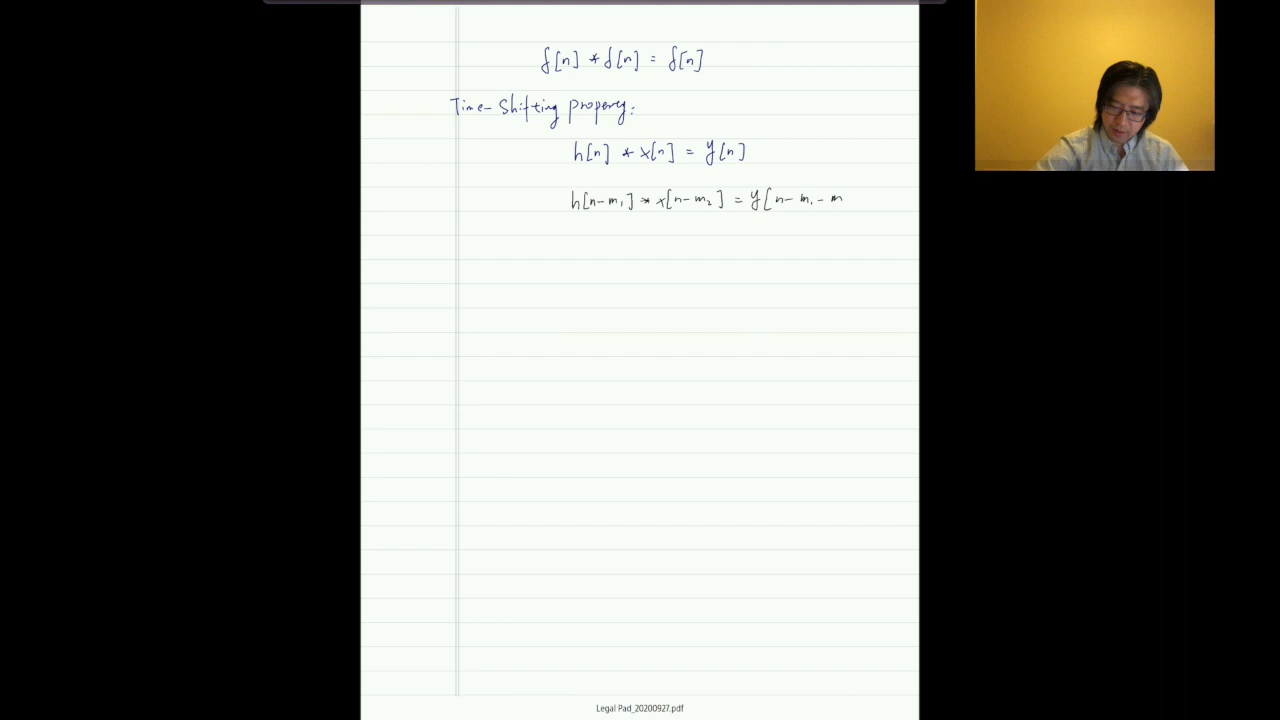 δ[n] * δ[n] = δ[n]
Time-Shifting property:
h[n] * x[n] = y[n]
h[n-m₁] * x[n-m₂] = y[n-m₁-m
Legal Pad_20200927.pdf